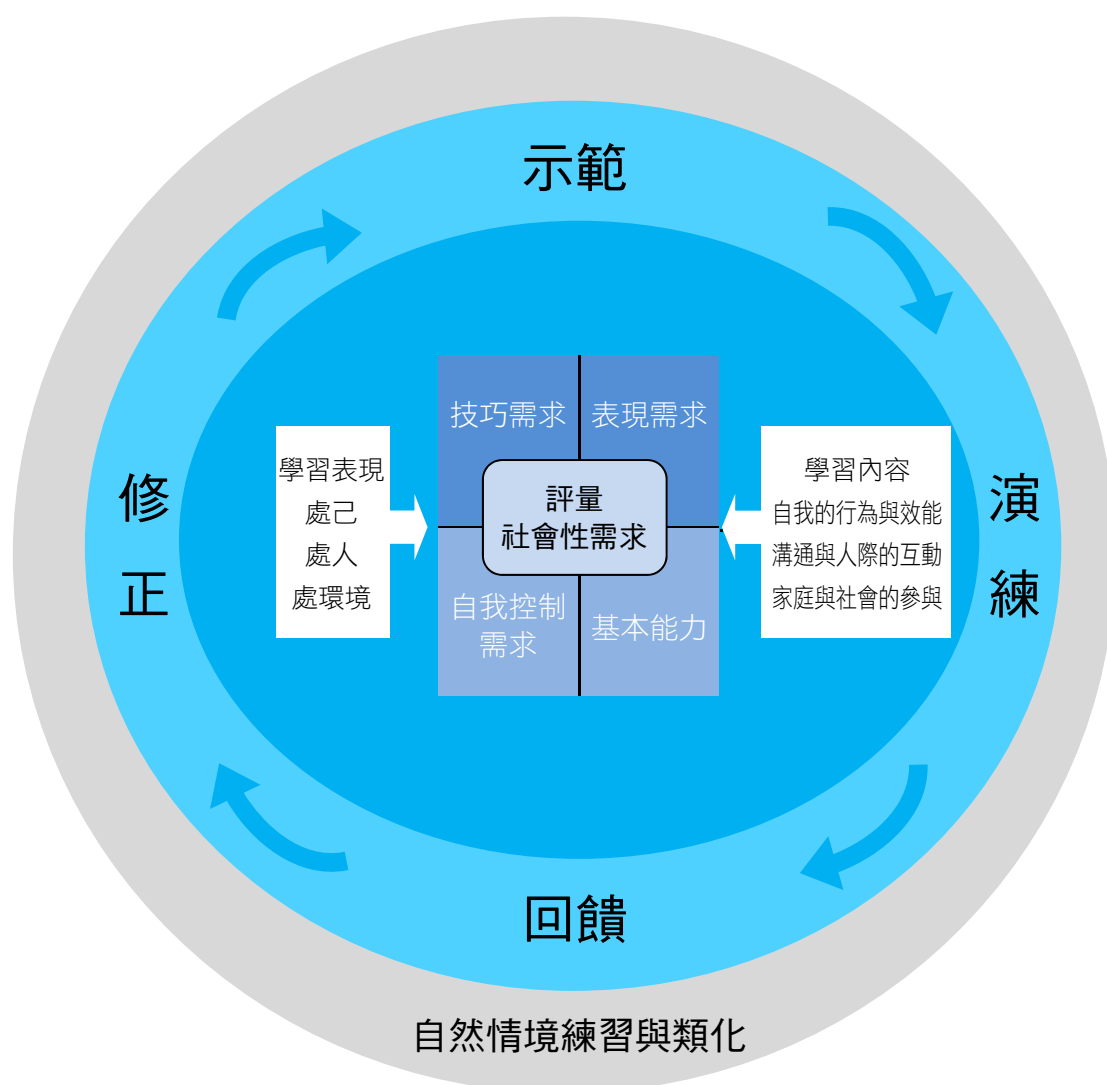 示範
技巧需求
表現需求
學習表現
處己
處人
處環境
評量
社會性需求
學習內容
自我的行為與效能
溝通與人際的互動
家庭與社會的參與
修
正
演
練
自我控制
需求
基本能力
回饋
自然情境練習與類化